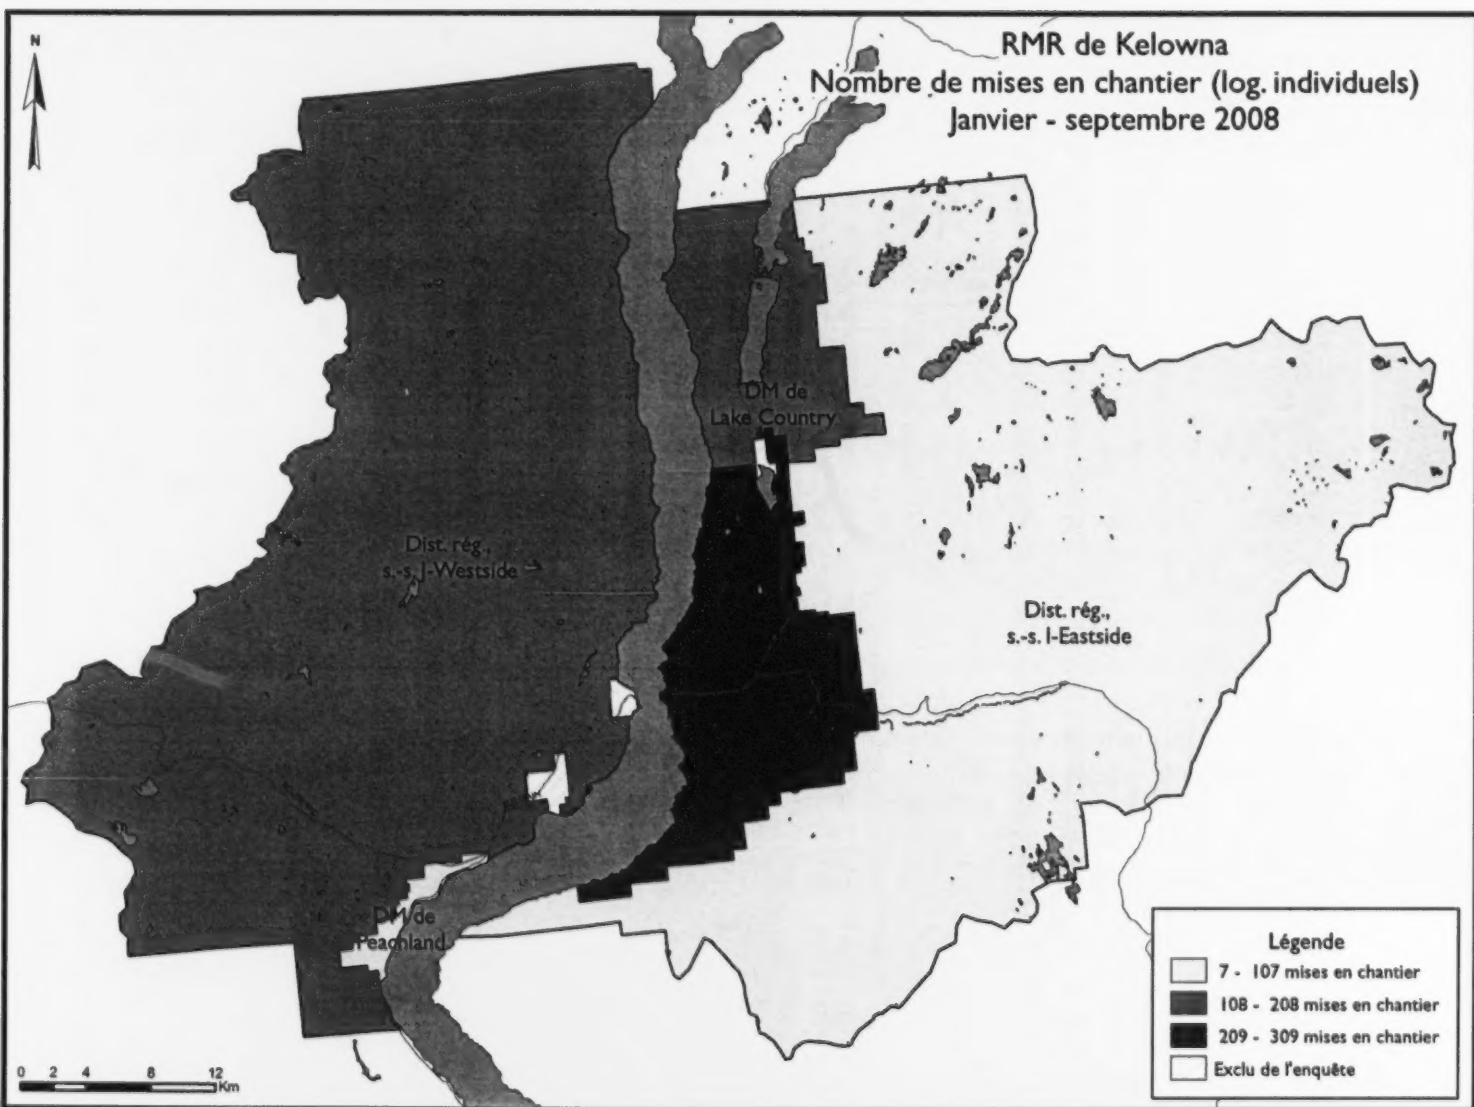 N
RMR de Kelowna
Nombre de mises en chantier (log. individuels)
Janvier - septembre 2008
DM de
Lake Country
Dist. rég.,
s.-s. J-Westside
Dist. rég.,
s.-s. I-Eastside
DM de
Peachland
Légende
7 - 107 mises en chantier
108 - 208 mises en chantier
209 - 309 mises en chantier
Exclu de l'enquête
0 2 4 8 12
Km